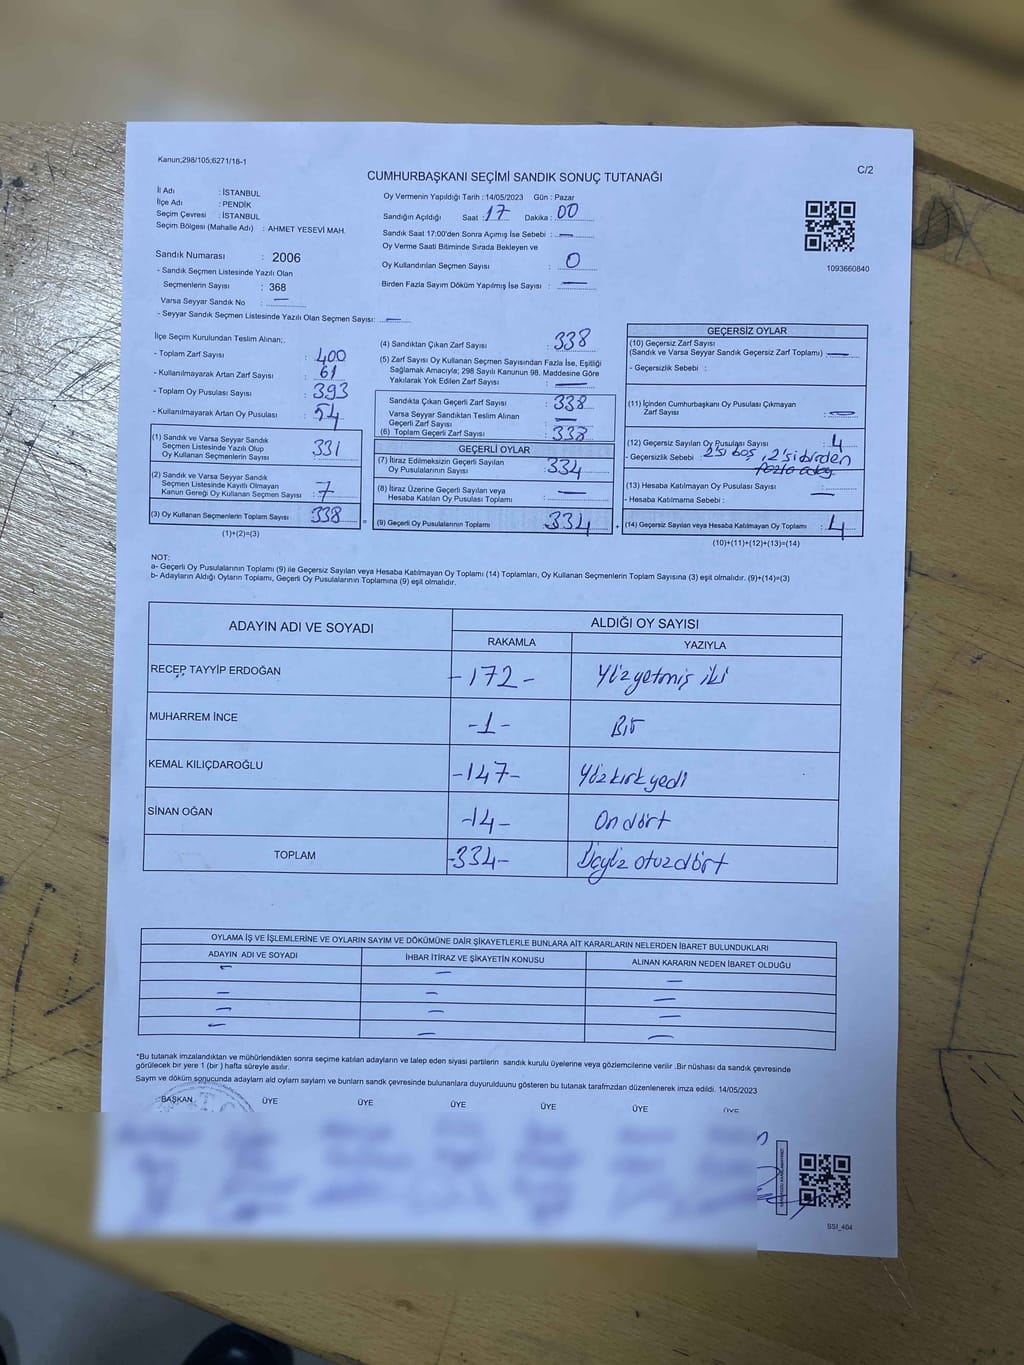 Kanun;298/105;6271/18-1
C/2
CUMHURBAŞKANI SEÇİMİ SANDIK SONUÇ TUTANAĞI
İl Adı : İSTANBUL
İlçe Adı : PENDİK
Seçim Çevresi : İSTANBUL
Seçim Bölgesi (Mahalle Adı) : AHMET YESEVİ MAH.
Sandık Numarası : 2006
- Sandık Seçmen Listesinde Yazılı Olan
Seçmenlerin Sayısı : 368
Varsa Seyyar Sandık No : —
- Seyyar Sandık Seçmen Listesinde Yazılı Olan Seçmen Sayısı: —
Oy Vermenin Yapıldığı Tarih : 14/05/2023 Gün : Pazar
Sandığın Açıldığı Saat : 17 Dakika : 00
Sandık Saat 17:00'den Sonra Açımış İse Sebebi : —
Oy Verme Saati Bitiminde Sırada Bekleyen ve
Oy Kullandırılan Seçmen Sayısı : 0
Birden Fazla Sayım Döküm Yapılmış İse Sayısı : —
1093660840
İlçe Seçim Kurulundan Teslim Alınan;.
- Toplam Zarf Sayısı : 400
- Kullanılmayarak Artan Zarf Sayısı : 61
- Toplam Oy Pusulası Sayısı : 393
- Kullanılmayarak Artan Oy Pusulası : 54
(1) Sandık ve Varsa Seyyar Sandık
Seçmen Listesinde Yazılı Olup
Oy Kullanan Seçmenlerin Sayısı : 331
(2) Sandık ve Varsa Seyyar Sandık
Seçmen Listesinde Kayıtlı Olmayan
Kanun Gereği Oy Kullanan Seçmen Sayısı : 7
(3) Oy Kullanan Seçmenlerin Toplam Sayısı : 338
(1)+(2)=(3)
(4) Sandıktan Çıkan Zarf Sayısı : 338
(5) Zarf Sayısı Oy Kullanan Seçmen Sayısından Fazla İse, Eşitliği
Sağlamak Amacıyla; 298 Sayılı Kanunun 98. Maddesine Göre
Yakılarak Yok Edilen Zarf Sayısı : —
Sandıkta Çıkan Geçerli Zarf Sayısı : 338
Varsa Seyyar Sandıktan Teslim Alınan
Geçerli Zarf Sayısı : —
(6) Toplam Geçerli Zarf Sayısı : 338
GEÇERLİ OYLAR
(7) İtiraz Edilmeksizin Geçerli Sayılan
Oy Pusulalarının Sayısı : 334
(8) İtiraz Üzerine Geçerli Sayılan veya
Hesaba Katılan Oy Pusulası Toplamı : —
= (9) Geçerli Oy Pusulalarının Toplamı 334
GEÇERSİZ OYLAR
(10) Geçersiz Zarf Sayısı
(Sandık ve Varsa Seyyar Sandık Geçersiz Zarf Toplamı) : —
- Geçersizlik Sebebi :
(11) İçinden Cumhurbaşkanı Oy Pusulası Çıkmayan
Zarf Sayısı : —
(12) Geçersiz Sayılan Oy Pusulası Sayısı : 4
- Geçersizlik Sebebi : 2'si boş, 2'si birden
fazla aday
(13) Hesaba Katılmayan Oy Pusulası Sayısı : —
- Hesaba Katılmama Sebebi :
+ (14) Geçersiz Sayılan veya Hesaba Katılmayan Oy Toplamı : 4
(10)+(11)+(12)+(13)=(14)
NOT:
a- Geçerli Oy Pusulalarının Toplamı (9) ile Geçersiz Sayılan veya Hesaba Katılmayan Oy Toplamı (14) Toplamları, Oy Kullanan Seçmenlerin Toplam Sayısına (3) eşit olmalıdır. (9)+(14)=(3)
b- Adayların Aldığı Oyların Toplamı, Geçerli Oy Pusulalarının Toplamına (9) eşit olmalıdır.
ADAYIN ADI VE SOYADI ALDIĞI OY SAYISI
RAKAMLA YAZIYLA
RECEP TAYYİP ERDOĞAN -172- Yüzyetmiş iki
MUHARREM İNCE -1- Bir
KEMAL KILIÇDAROĞLU -147- Yüzkırkyedi
SİNAN OĞAN -14- Ondört
TOPLAM -334- Üçyüz otuzdört
OYLAMA İŞ VE İŞLEMLERİNE VE OYLARIN SAYIM VE DÖKÜMÜNE DAİR ŞİKAYETLERLE BUNLARA AİT KARARLARIN NELERDEN İBARET BULUNDUKLARI
ADAYIN ADI VE SOYADI İHBAR İTİRAZ VE ŞİKAYETİN KONUSU ALINAN KARARIN NEDEN İBARET OLDUĞU
— — —
— — —
— — —
— — —
*Bu tutanak imzalandıktan ve mühürlendikten sonra seçime katılan adayların ve talep eden siyasi partilerin sandık kurulu üyelerine veya gözlemcilerine verilir .Bir nüshası da sandık çevresinde
görülecek bir yere 1 (bir ) hafta süreyle asılır.
Sayım ve döküm sonucunda adayların ald oyların sayların ve bunların sandk çevresinde bulunanlara duyurulduunu gösteren bu tutanak tarafmzdan düzenlenerek imza edildi. 14/05/2023
BAŞKAN ÜYE ÜYE ÜYE ÜYE ÜYE ÜYE
SSI_404